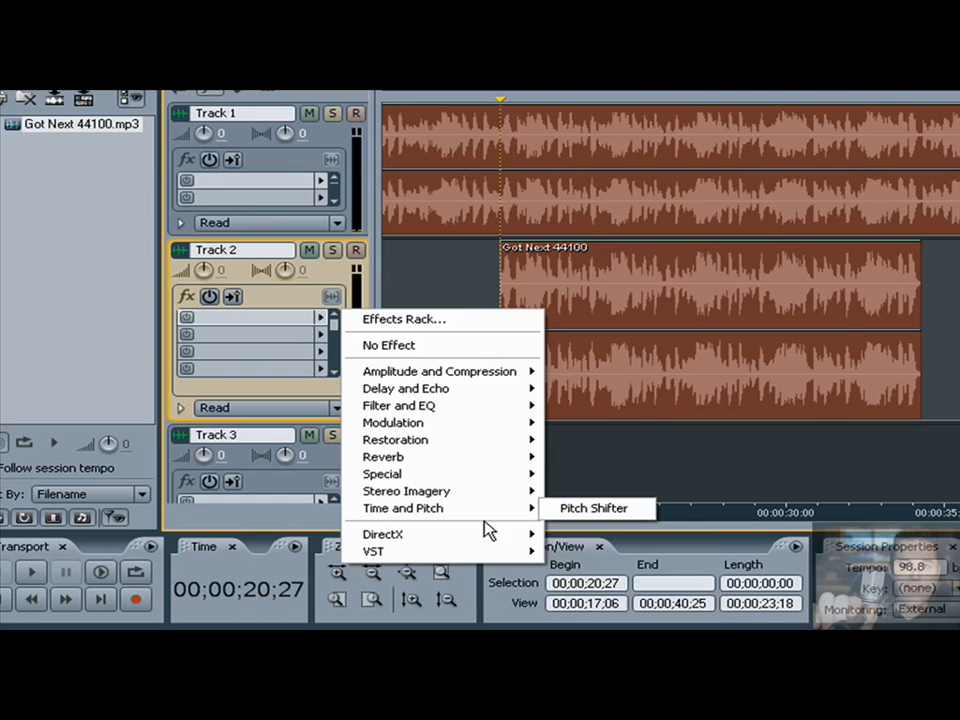 Got Next 44100.mp3
Track 1 M S R
0 0
fx
Read
Track 2 M S R
0 0
fx
Read
Track 3 M S
0 0
fx
Got Next 44100
Effects Rack...
No Effect
Amplitude and Compression
Delay and Echo
Filter and EQ
Modulation
Restoration
Reverb
Special
Stereo Imagery
Time and Pitch
Pitch Shifter
DirectX
VST
0
Follow session tempo
t By: Filename
00:00:30:00
00:00:35:
ransport x
Time x
00:00:20:27
n/View x
Begin End Length
Selection 00:00:20:27 00:00:00:00
View 00:00:17:06 00:00:40:25 00:00:23:18
Session Properties x
Tempo: 98.8
Key: (none)
Monitoring: External